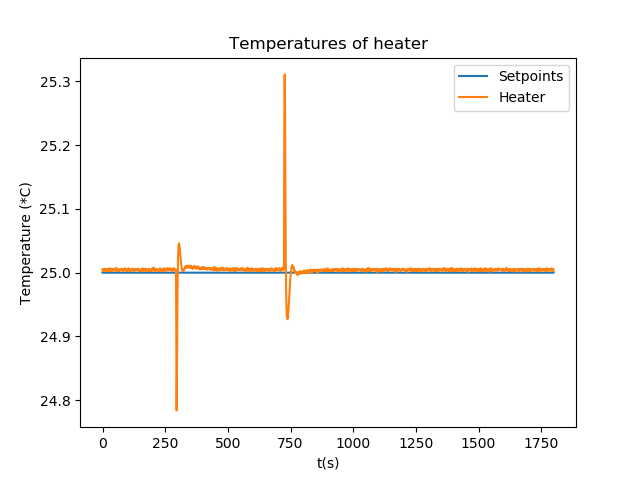 Temperatures of heater
Setpoints
Heater
Temperature (*C)
25.3
25.2
25.1
25.0
24.9
24.8
0 250 500 750 1000 1250 1500 1750
t(s)